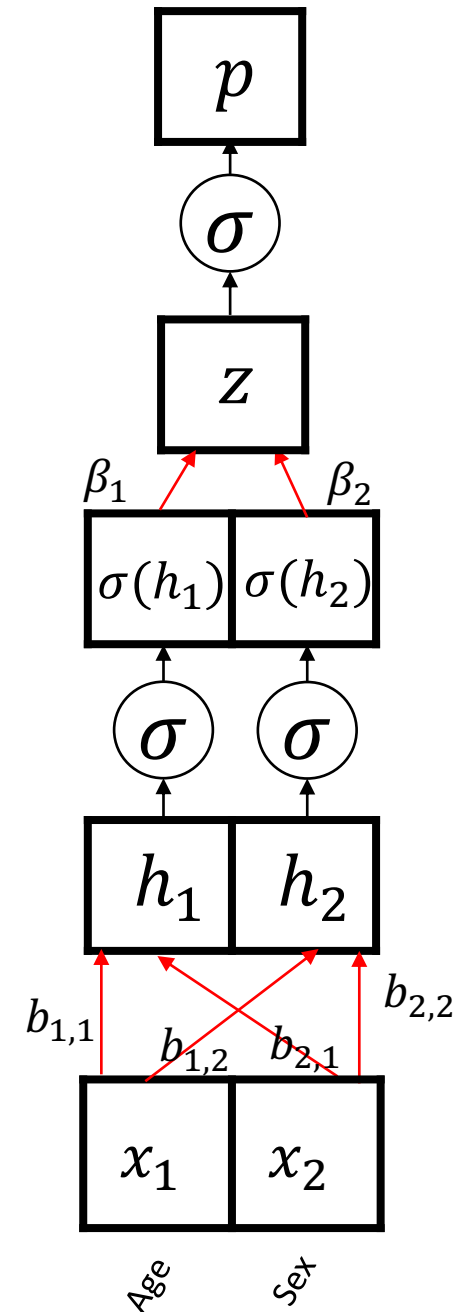 p
σ
z
β₁ β₂
σ(h₁) σ(h₂)
σ σ
h₁ h₂
b₁,₁ b₁,₂ b₂,₁ b₂,₂
x₁ x₂
Age Sex